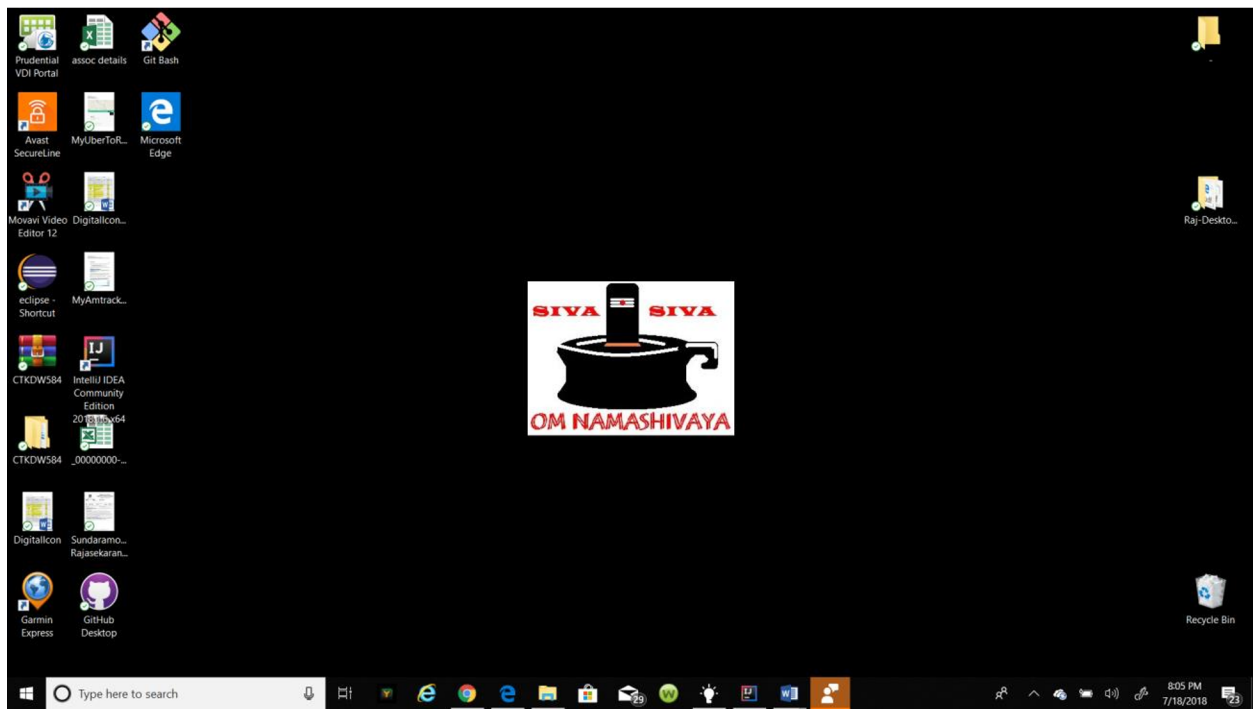 Prudential
VDI Portal
assoc details
Git Bash
-
Avast
SecureLine
MyUberToR...
Microsoft
Edge
Movavi Video
Editor 12
DigitalIcon...
Raj-Deskto...
eclipse -
Shortcut
MyAmtrack...
SIVA SIVA
OM NAMASHIVAYA
CTKDW584
IJ
IntelliJ IDEA
Community
Edition
CTKDW584
_00000000-...
DigitalIcon
Sundaramo...
Rajasekaran...
Garmin
Express
GitHub
Desktop
Recycle Bin
Type here to search
29
8:05 PM
7/18/2018
23